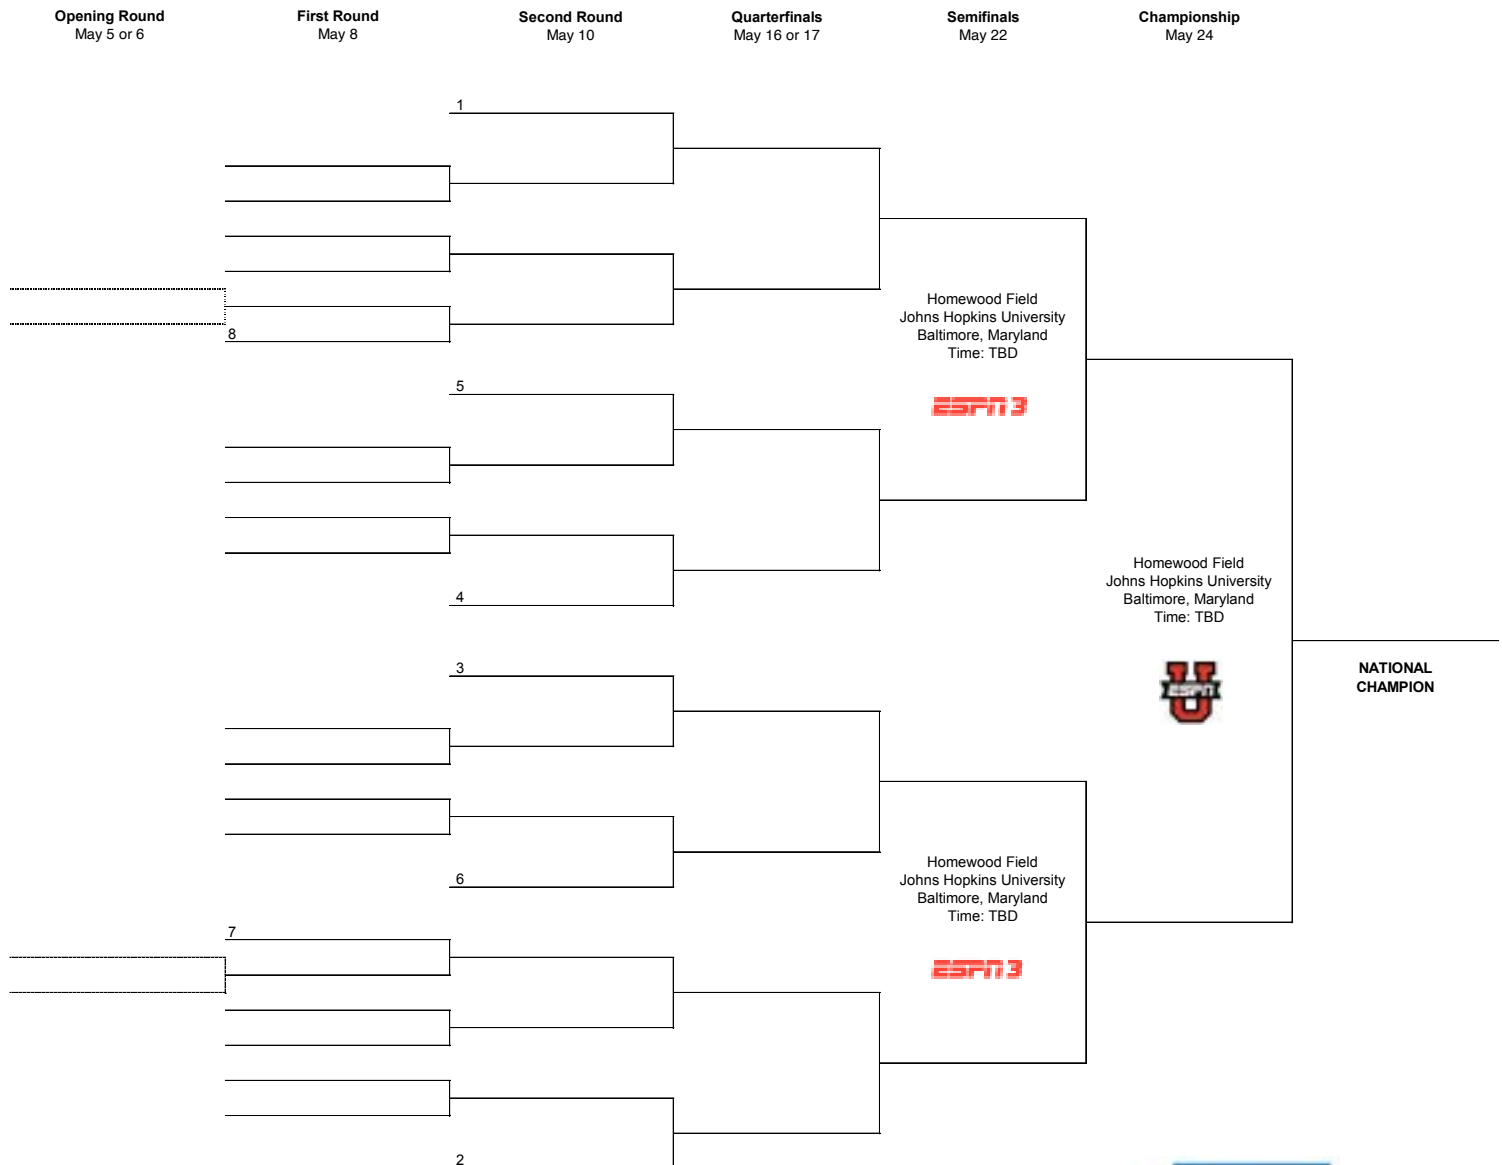 Opening Round
May 5 or 6
First Round
May 8
Second Round
May 10
Quarterfinals
May 16 or 17
Semifinals
May 22
Championship
May 24
1
8
Homewood Field
Johns Hopkins University
Baltimore, Maryland
Time: TBD
ESPN 3
5
4
Homewood Field
Johns Hopkins University
Baltimore, Maryland
Time: TBD
U
ESPN
NATIONAL
CHAMPION
3
6
Homewood Field
Johns Hopkins University
Baltimore, Maryland
Time: TBD
ESPN 3
7
2